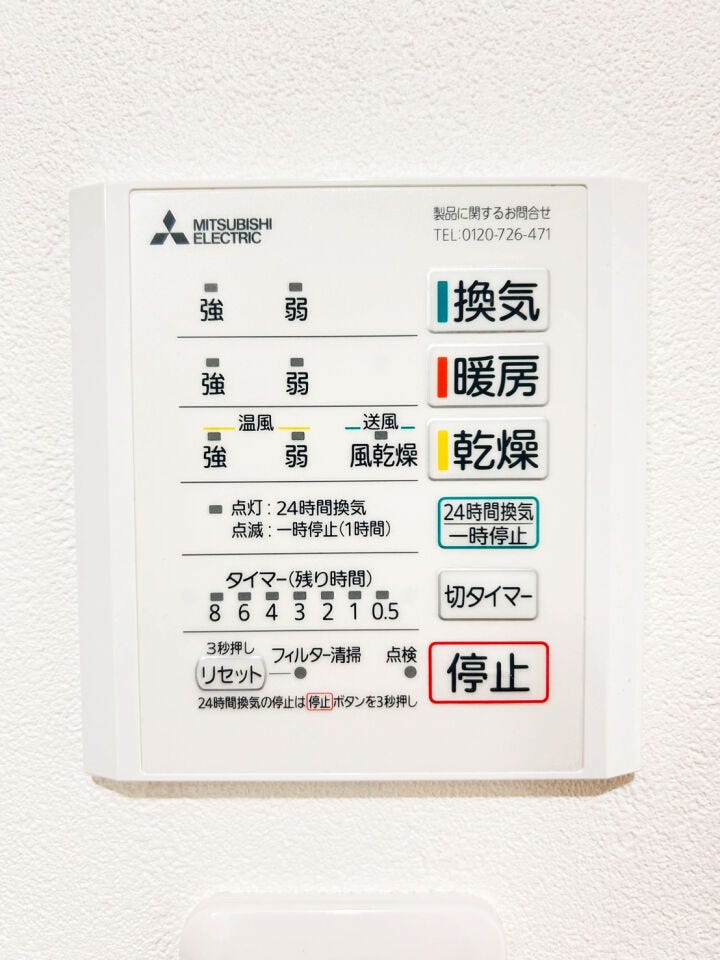 MITSUBISHI
ELECTRIC
製品に関するお問合せ
TEL:0120-726-471
強 弱 換気
強 弱 暖房
温風 送風
強 弱 風乾燥 乾燥
点灯：24時間換気
点滅：一時停止(1時間)
24時間換気
一時停止
タイマー(残り時間)
8 6 4 3 2 1 0.5
切タイマー
3秒押し
リセット フィルター清掃 点検
停止
24時間換気の停止は停止ボタンを3秒押し